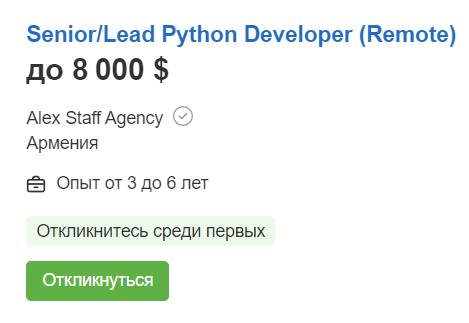 Senior/Lead Python Developer (Remote)
до 8 000 $
Alex Staff Agency
Армения
Опыт от 3 до 6 лет
Откликнитесь среди первых
Откликнуться